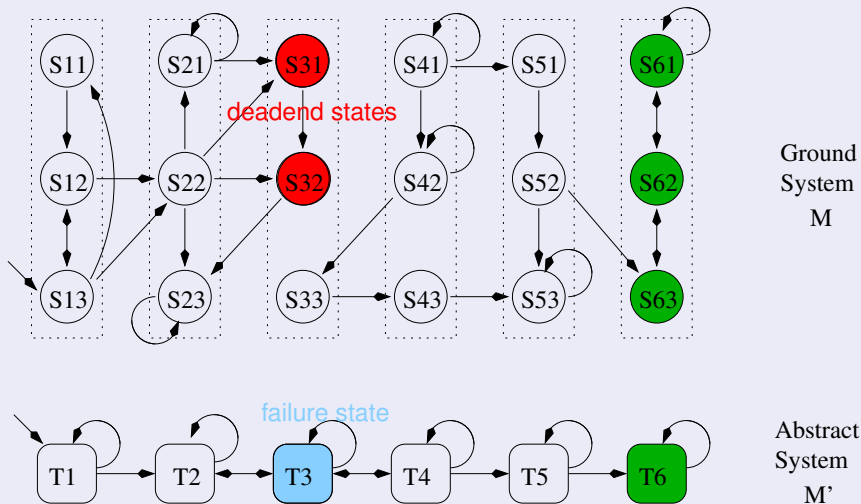 S11 S21 S31 S41 S51 S61
deadend states
S12 S22 S32 S42 S52 S62
Ground
System
M
S13 S23 S33 S43 S53 S63
failure state
T1 T2 T3 T4 T5 T6
Abstract
System
M'